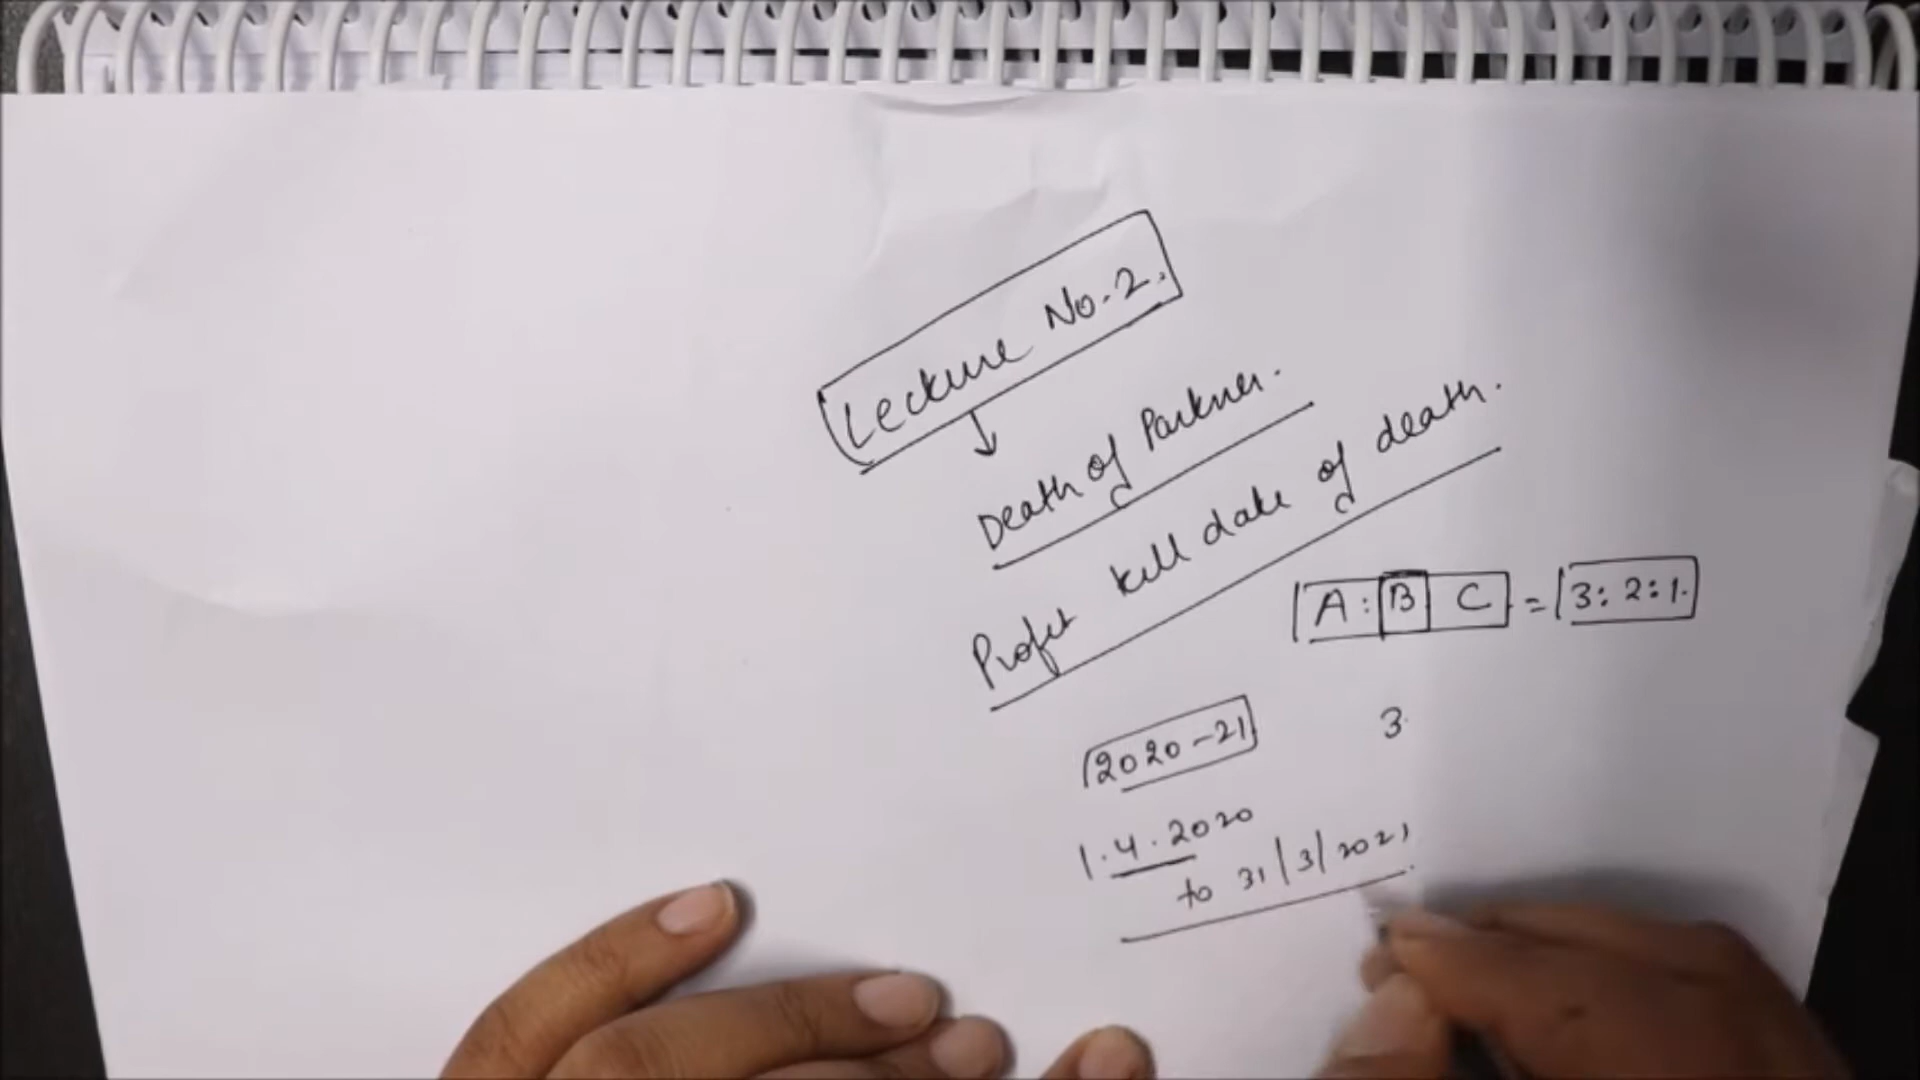 Lecture No. 2.
Death of Partner.
Profit till date of death.
A : B C = 3 : 2 : 1.
2020-21 3
1.4.2020
to 31/3/2021